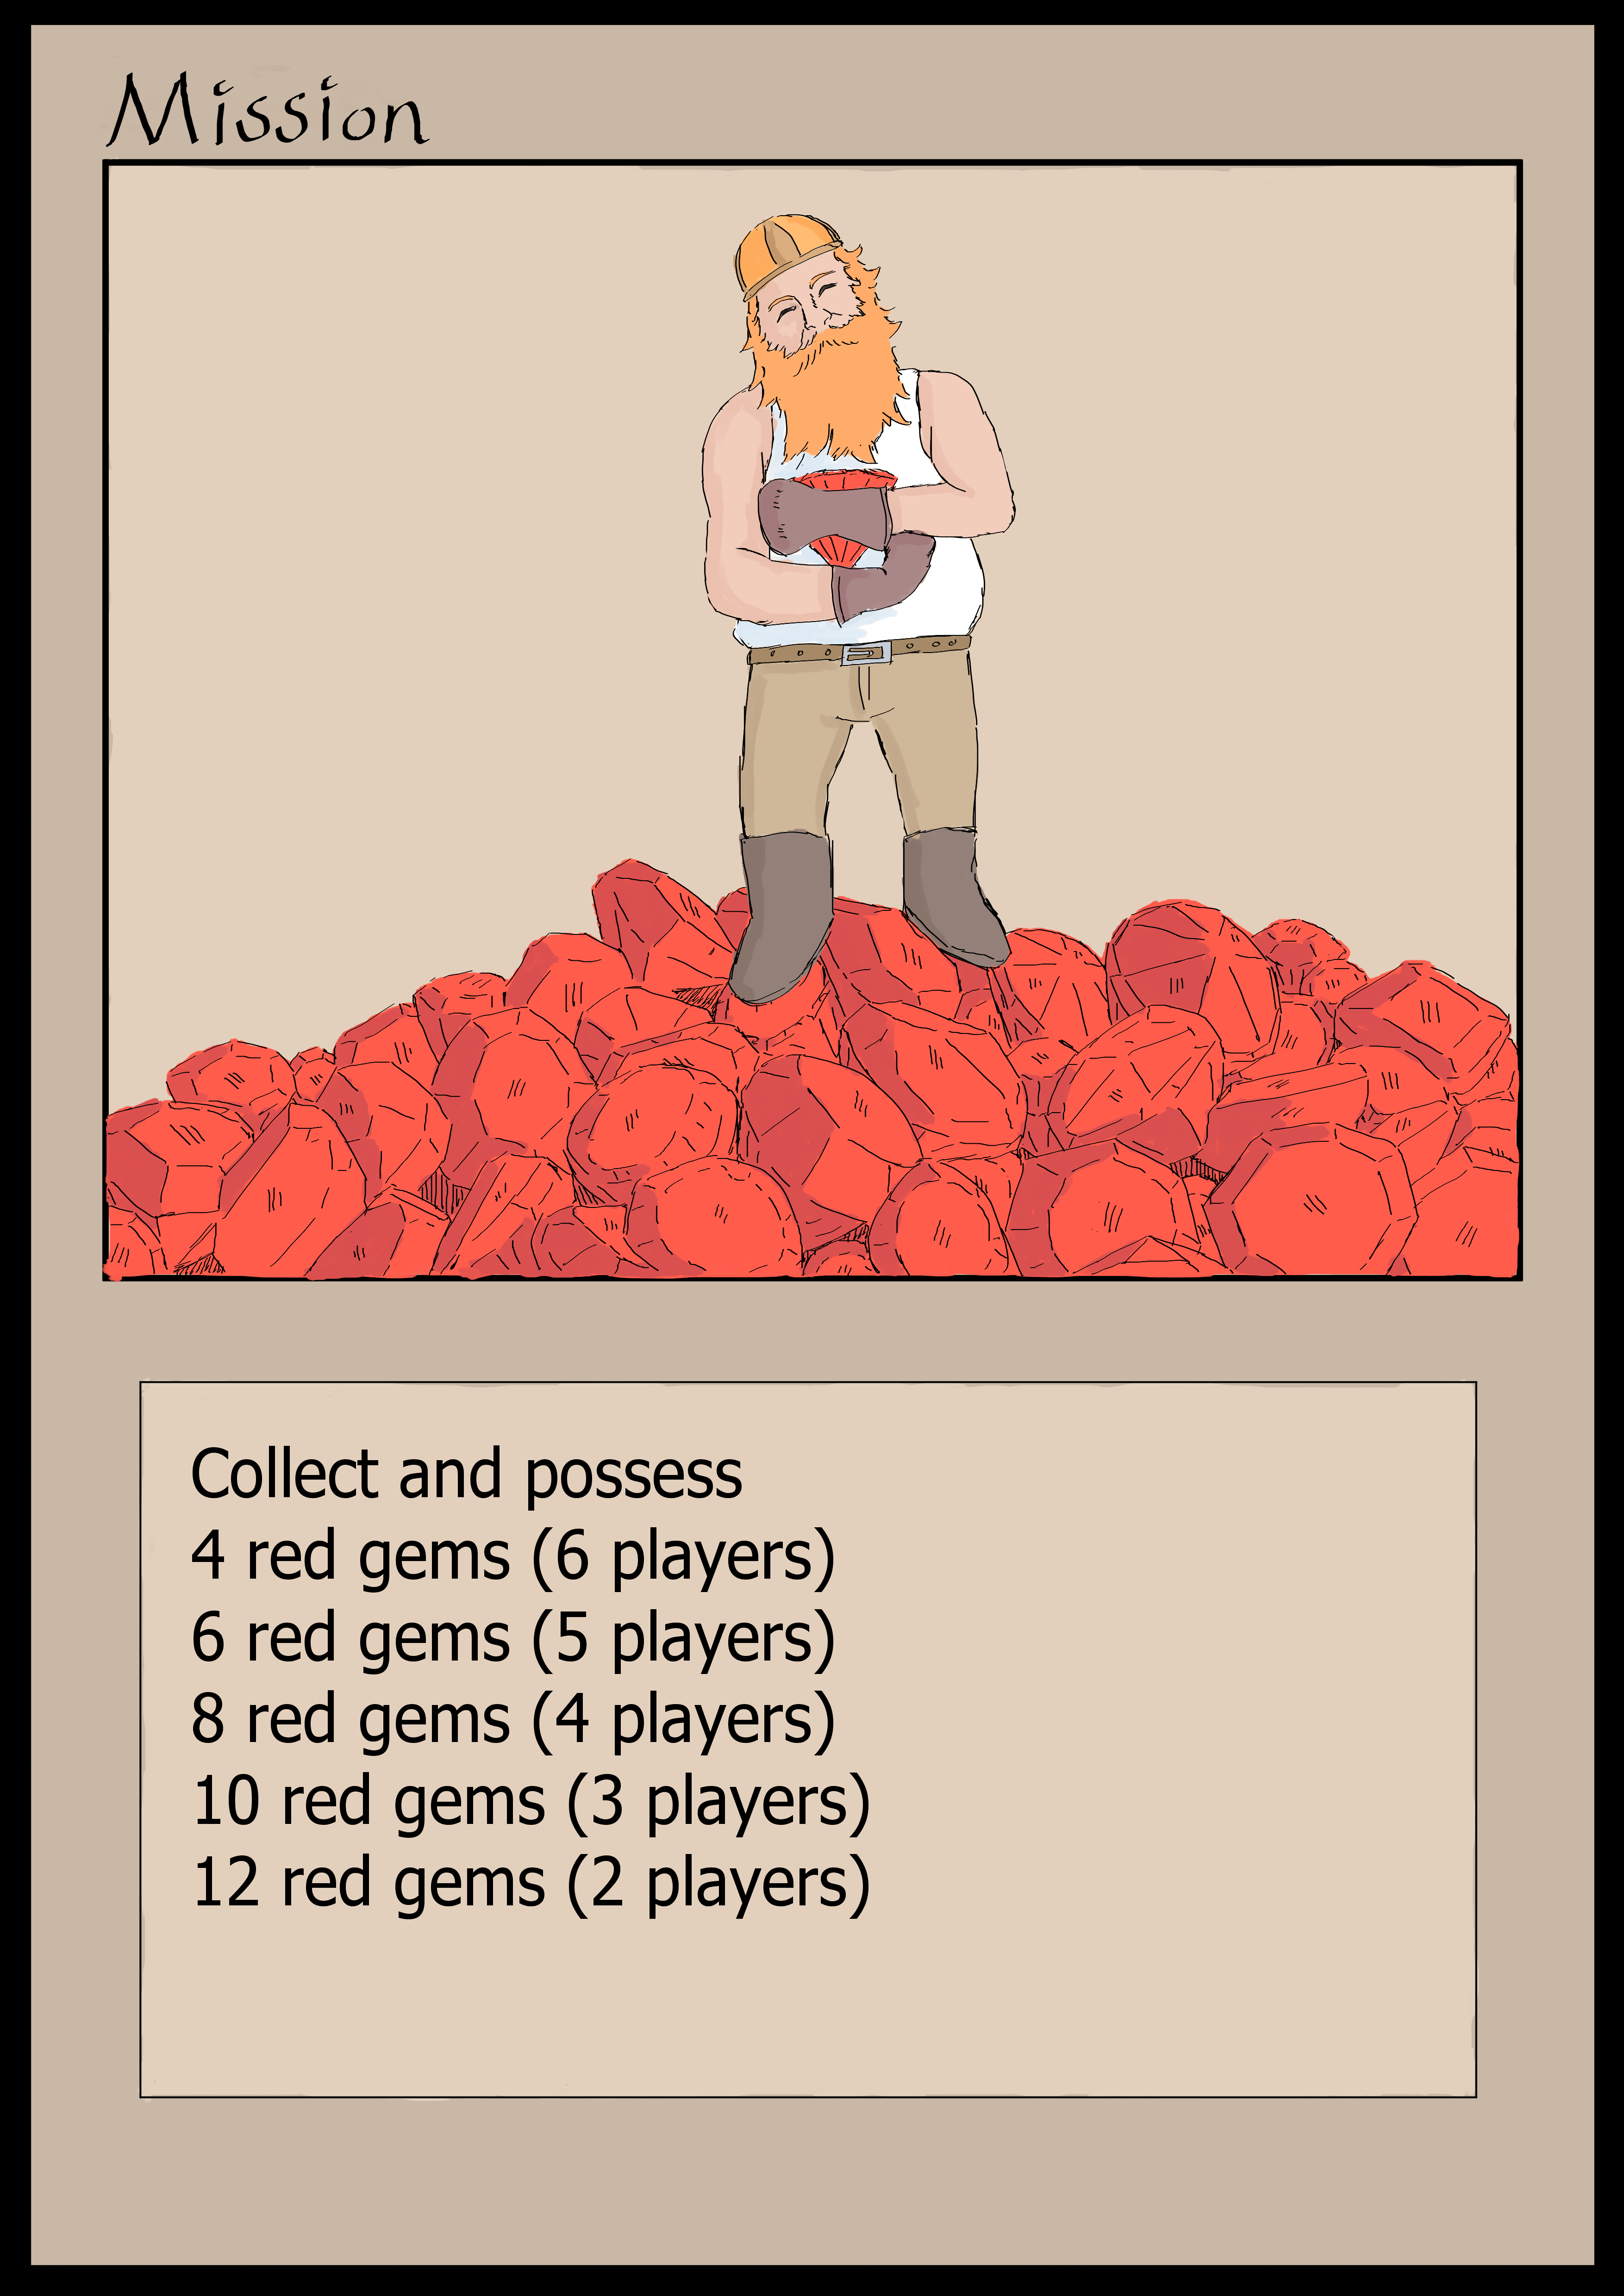 Mission
Collect and possess
4 red gems (6 players)
6 red gems (5 players)
8 red gems (4 players)
10 red gems (3 players)
12 red gems (2 players)